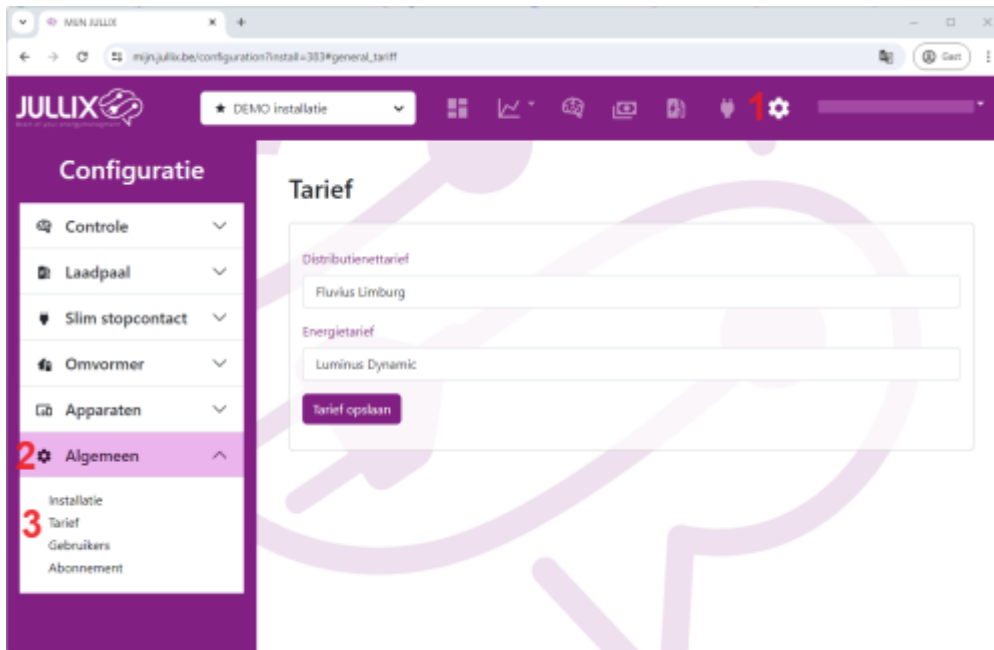 MIJN JULLIX
mijn.jullix.be/configuration?install=383#general_tariff
Gast
JULLIX
★ DEMO installatie
1
Configuratie
Controle
Laadpaal
Slim stopcontact
Omvormer
Apparaten
2 Algemeen
Installatie
3 Tarief
Gebruikers
Abonnement
Tarief
Distributienettarief
Fluvius Limburg
Energietarief
Luminus Dynamic
Tarief opslaan